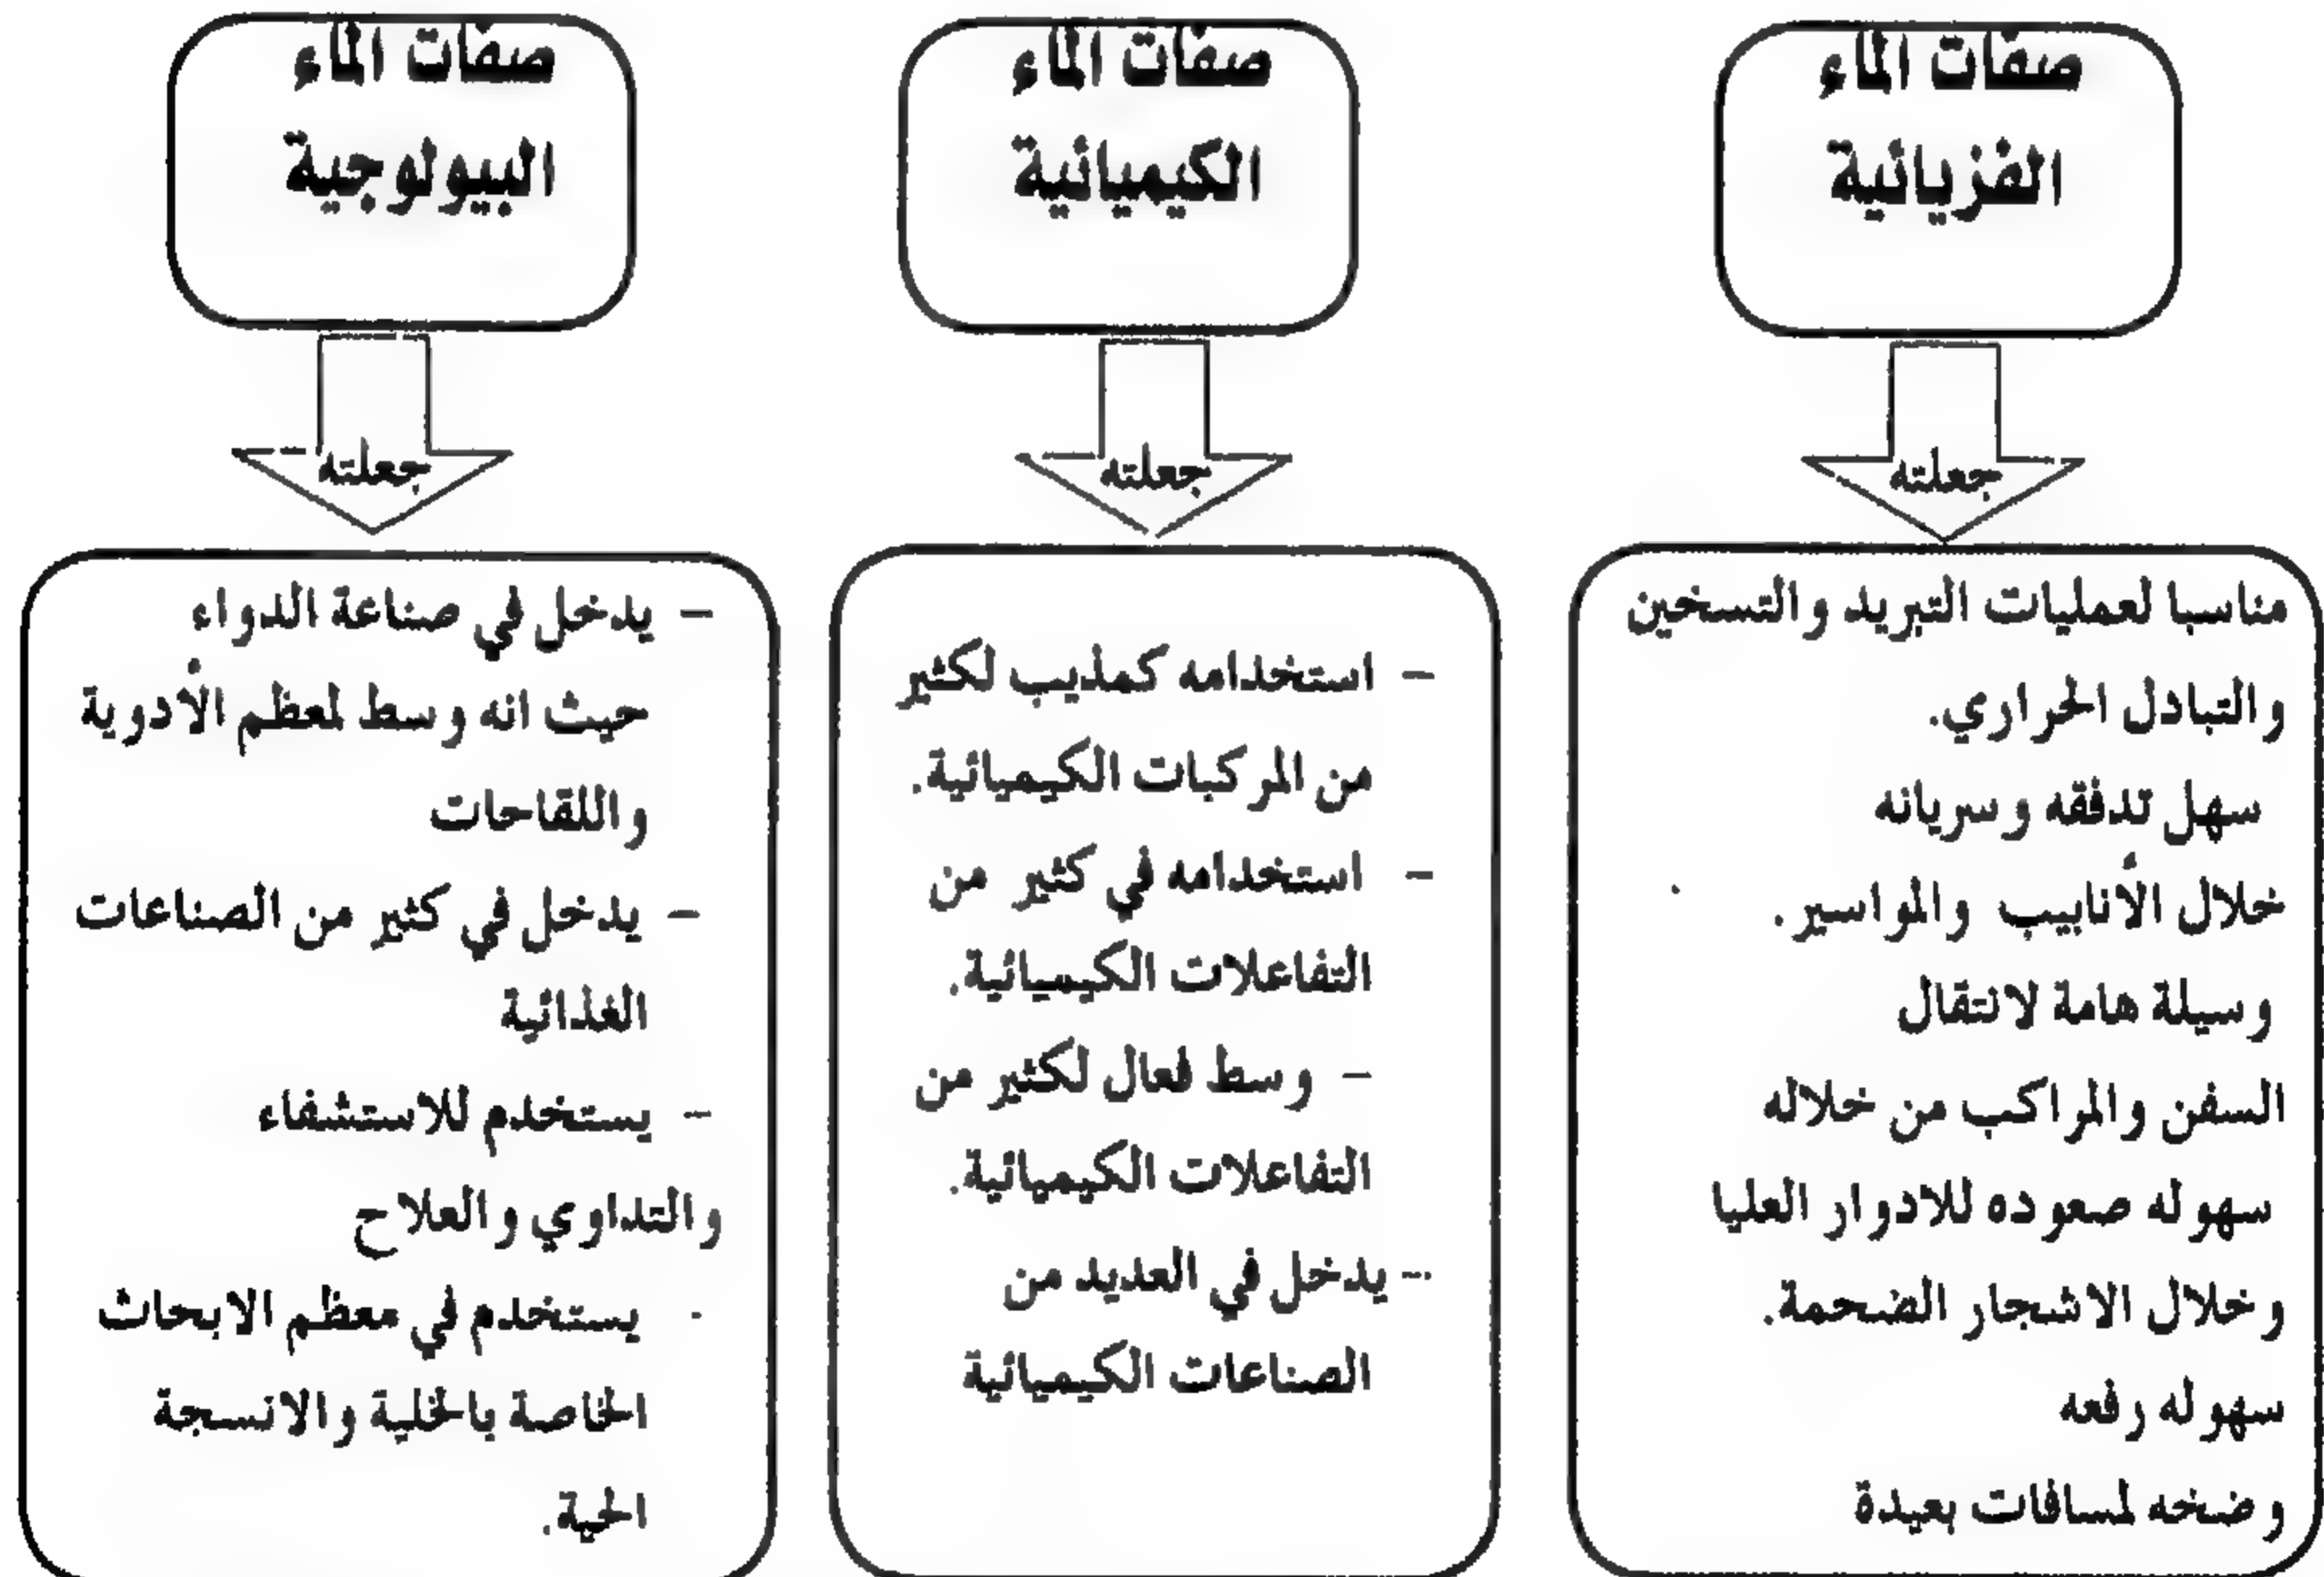 صفات الماء
الفزيائية
جعلته
مناسبا لعمليات التبريد والتسخين
والتبادل الحراري.
سهل تدفقه وسريانه
خلال الأنابيب والمواسير.
وسيلة هامة لانتقال
السفن والمراكب من خلاله
سهوله صعوده للادوار العليا
وخلال الاشجار الضحمة.
سهوله رفعه
وضخه لمسافات بعيدة
صفات الماء
الكيميائية
جعلته
- استخدامه كمذيب لكثير
من المركبات الكيميائية.
- استخدامه في كثير من
التفاعلات الكيميائية.
- وسط فعال لكثير من
التفاعلات الكيميائية.
- يدخل في العديد من
الصناعات الكيميائية
صفات الماء
البيولوجية
جعلته
- يدخل في صناعة الدواء
حيث انه وسط لمعظم الأدوية
واللقاحات
- يدخل في كثير من الصناعات
الغذائية
- يستخدم للاستشفاء
والتداوي والعلاج
- يستخدم في معظم الابحاث
الخاصة بالخلية والانسجة
الحية.